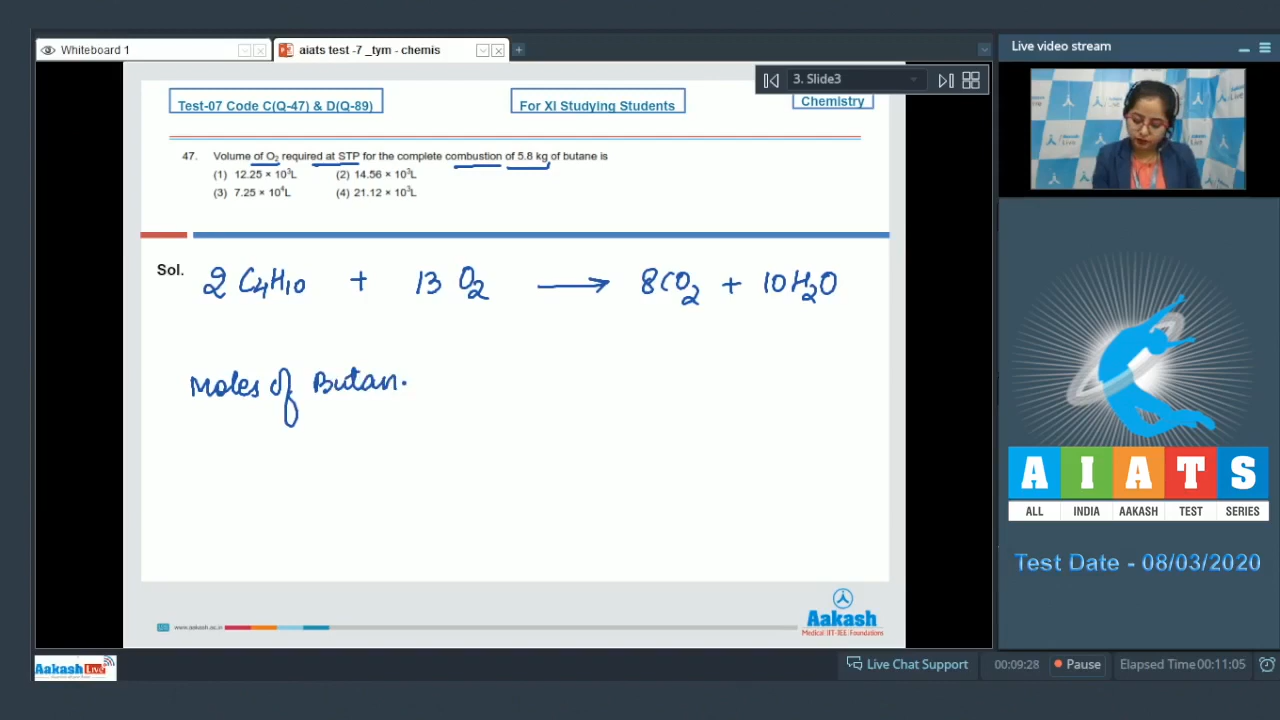 Whiteboard 1
aiats test -7 _tym - chemis
Live video stream
3. Slide3
Test-07 Code C(Q-47) & D(Q-89)
For XI Studying Students
Chemistry
47. Volume of O₂ required at STP for the complete combustion of 5.8 kg of butane is
(1) 12.25 × 10³L (2) 14.56 × 10³L
(3) 7.25 × 10⁴L (4) 21.12 × 10³L
Sol. 2 C₄H₁₀ + 13 O₂ → 8CO₂ + 10H₂O
Moles of Butan
A I A T S
ALL INDIA AAKASH TEST SERIES
Test Date - 08/03/2020
Aakash
Medical|IIT-JEE|Foundations
www.aakash.ac.in
Aakash Live
Live Chat Support
00:09:28
Pause
Elapsed Time 00:11:05